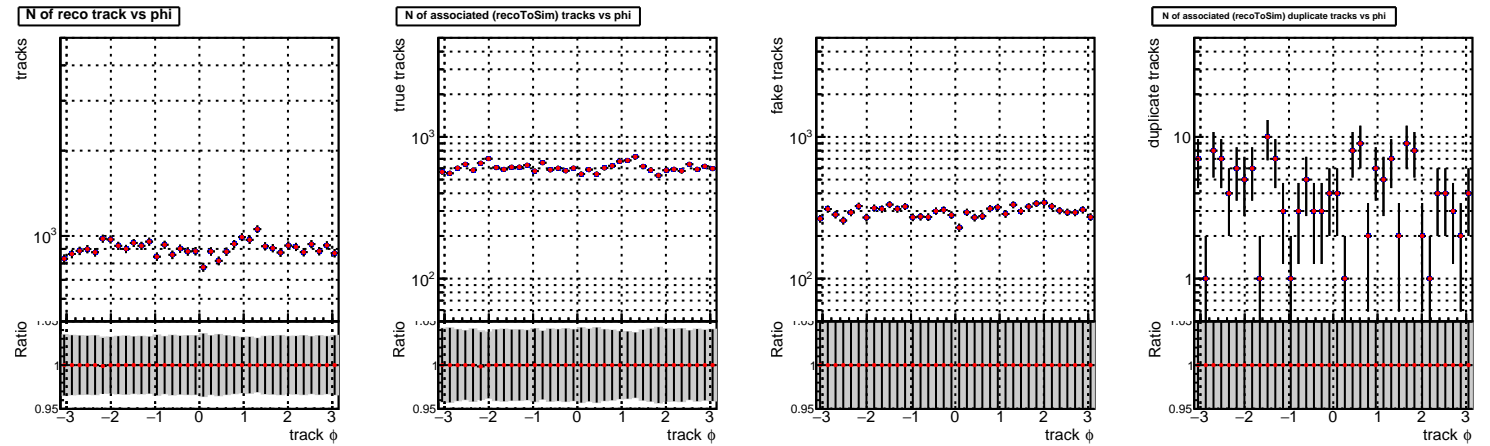 N of reco track vs phi
tracks
10³
Ratio
1.05
1
0.95
−3 −2 −1 0 1 2 3
track ϕ
N of associated (recoToSim) tracks vs phi
true tracks
10³
10²
Ratio
1.05
1
0.95
−3 −2 −1 0 1 2 3
track ϕ
fake tracks
10³
10²
Ratio
1.05
1
0.95
−3 −2 −1 0 1 2 3
track ϕ
N of associated (recoToSim) duplicate tracks vs phi
duplicate tracks
10
1
Ratio
1.05
1
0.95
−3 −2 −1 0 1 2 3
track ϕ